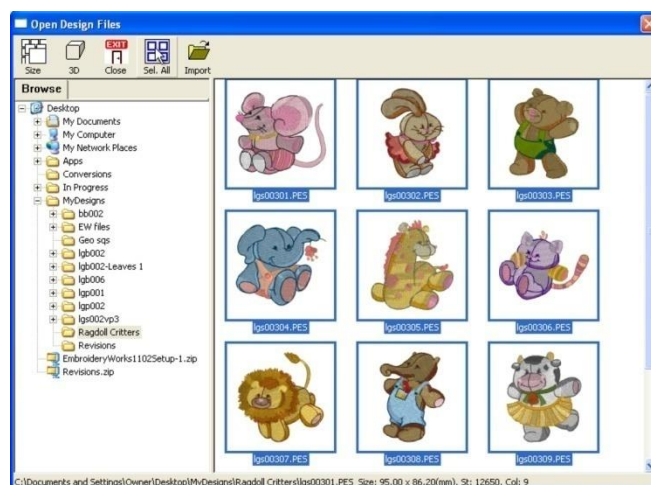 Open Design Files
EXIT
Size 3D Close Sel. All Import
Browse
Desktop
My Documents
My Computer
My Network Places
Apps
Conversions
In Progress
MyDesigns
bb002
EW files
Geo sqs
lgb002
lgb002-Leaves 1
lgb006
lgp001
lgp002
lgs002vp3
Ragdoll Critters
Revisions
EmbroideryWorks1102Setup-1.zip
Revisions.zip
lgs00301.PES lgs00302.PES lgs00303.PES
lgs00304.PES lgs00305.PES lgs00306.PES
lgs00307.PES lgs00308.PES lgs00309.PES
C:\Documents and Settings\Owner\Desktop\MyDesigns\Ragdoll Critters\lgs00301.PES Size: 95.00 x 86.20(mm), St: 12650, Col: 9